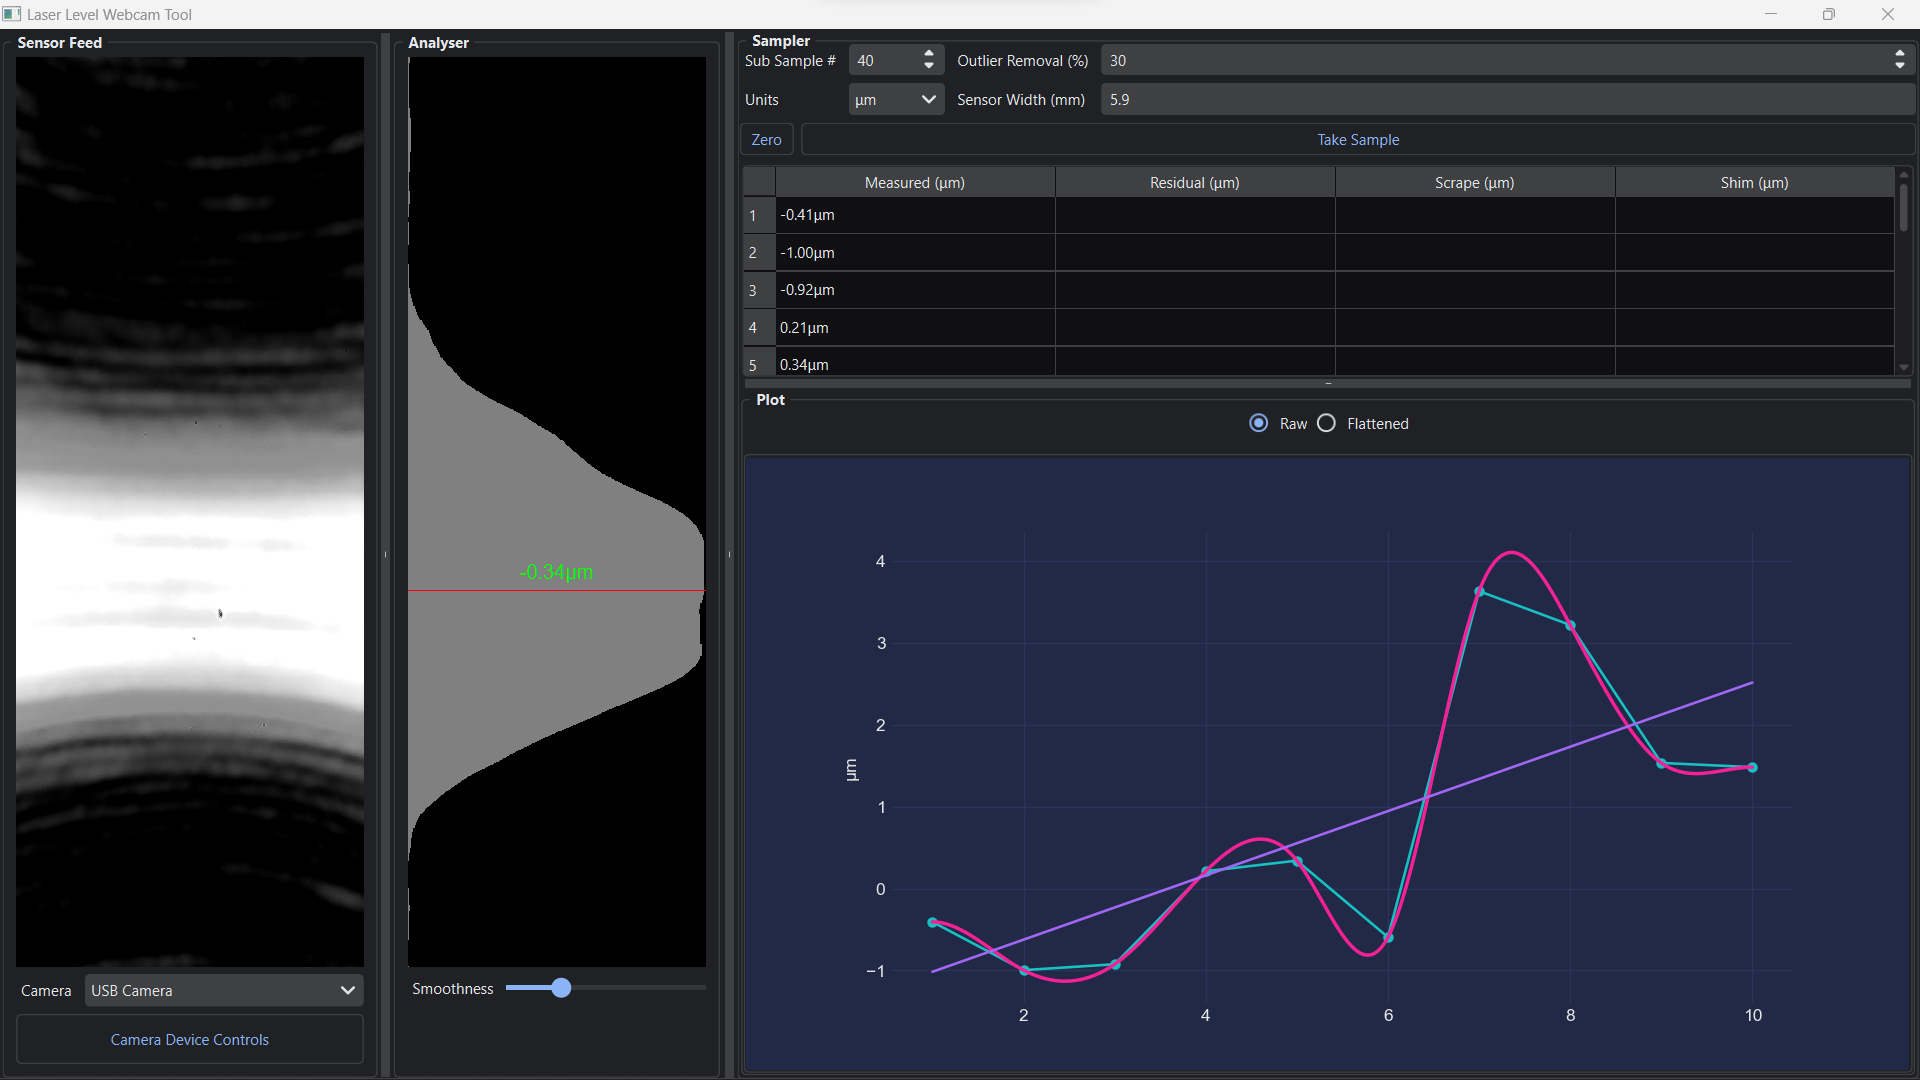 Laser Level Webcam Tool
Sensor Feed
Camera
USB Camera
Camera Device Controls
Analyser
-0.34µm
Smoothness
Sampler
Sub Sample # 40 Outlier Removal (%) 30
Units µm Sensor Width (mm) 5.9
Zero Take Sample
Measured (µm) Residual (µm) Scrape (µm) Shim (µm)
1 -0.41µm
2 -1.00µm
3 -0.92µm
4 0.21µm
5 0.34µm
Plot
Raw Flattened
4
3
2
1
0
−1
µm
2 4 6 8 10